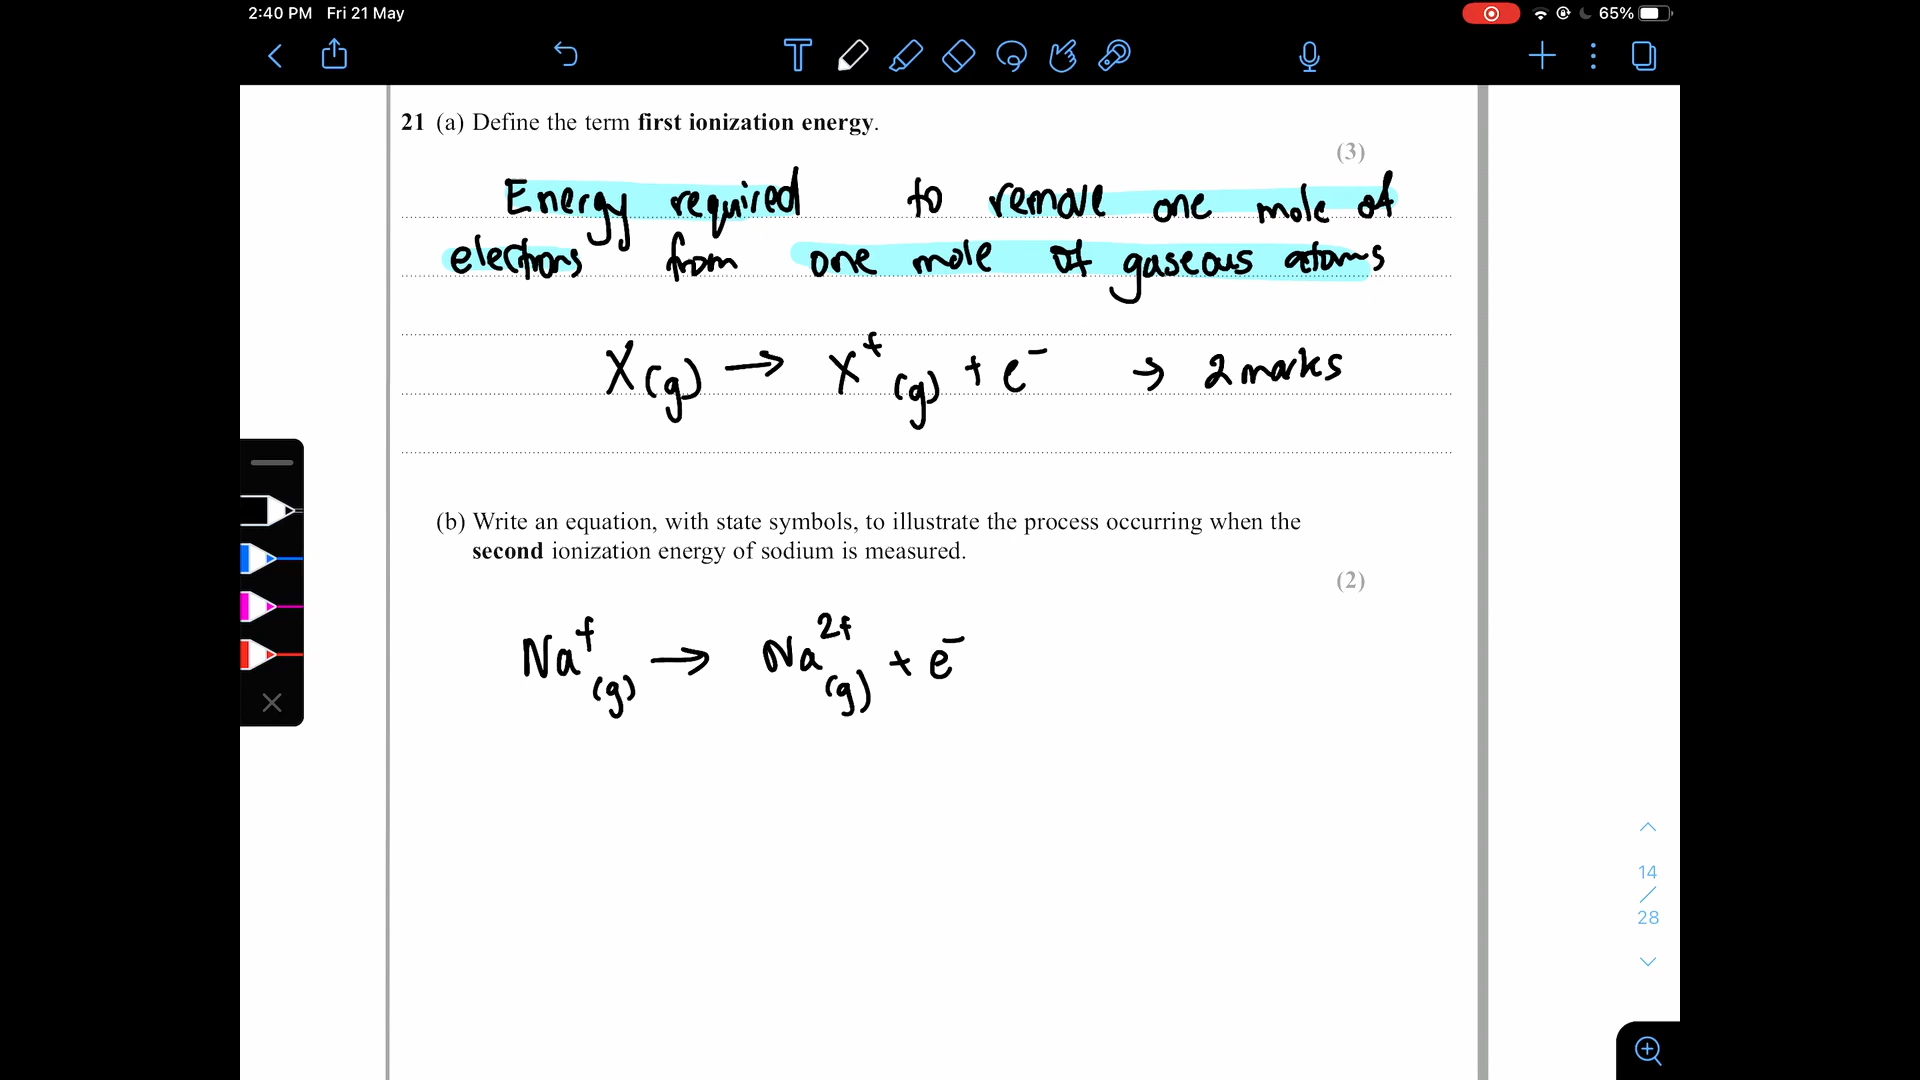 2:40 PM Fri 21 May
65%
21 (a) Define the term first ionization energy.
(3)
Energy required to remove one mole of
electrons from one mole of gaseous atoms
X(g) → X⁺(g) + e⁻ → 2 marks
(b) Write an equation, with state symbols, to illustrate the process occurring when the
second ionization energy of sodium is measured.
(2)
Na⁺(g) → Na²⁺(g) + e⁻
14
/
28